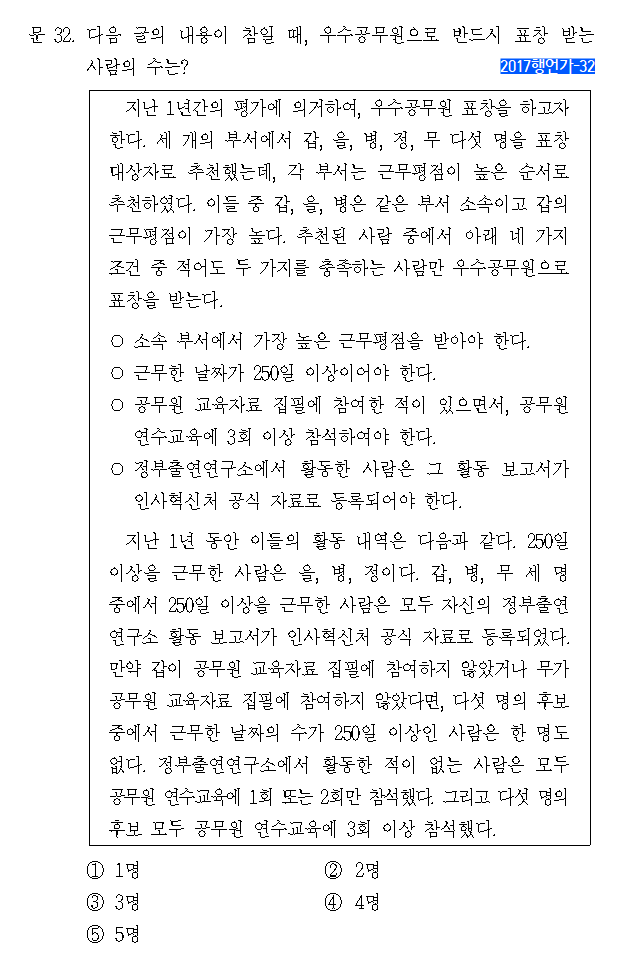 문 32. 다음 글의 내용이 참일 때, 우수공무원으로 반드시 표창 받는
사람의 수는?
2017행언가-32
지난 1년간의 평가에 의거하여, 우수공무원 표창을 하고자
한다. 세 개의 부서에서 갑, 을, 병, 정, 무 다섯 명을 표창
대상자로 추천했는데, 각 부서는 근무평점이 높은 순서로
추천하였다. 이들 중 갑, 을, 병은 같은 부서 소속이고 갑의
근무평점이 가장 높다. 추천된 사람 중에서 아래 네 가지
조건 중 적어도 두 가지를 충족하는 사람만 우수공무원으로
표창을 받는다.
○ 소속 부서에서 가장 높은 근무평점을 받아야 한다.
○ 근무한 날짜가 250일 이상이어야 한다.
○ 공무원 교육자료 집필에 참여한 적이 있으면서, 공무원
연수교육에 3회 이상 참석하여야 한다.
○ 정부출연연구소에서 활동한 사람은 그 활동 보고서가
인사혁신처 공식 자료로 등록되어야 한다.
지난 1년 동안 이들의 활동 내역은 다음과 같다. 250일
이상을 근무한 사람은 을, 병, 정이다. 갑, 병, 무 세 명
중에서 250일 이상을 근무한 사람은 모두 자신의 정부출연
연구소 활동 보고서가 인사혁신처 공식 자료로 등록되었다.
만약 갑이 공무원 교육자료 집필에 참여하지 않았거나 무가
공무원 교육자료 집필에 참여하지 않았다면, 다섯 명의 후보
중에서 근무한 날짜의 수가 250일 이상인 사람은 한 명도
없다. 정부출연연구소에서 활동한 적이 없는 사람은 모두
공무원 연수교육에 1회 또는 2회만 참석했다. 그리고 다섯 명의
후보 모두 공무원 연수교육에 3회 이상 참석했다.
① 1명
② 2명
③ 3명
④ 4명
⑤ 5명